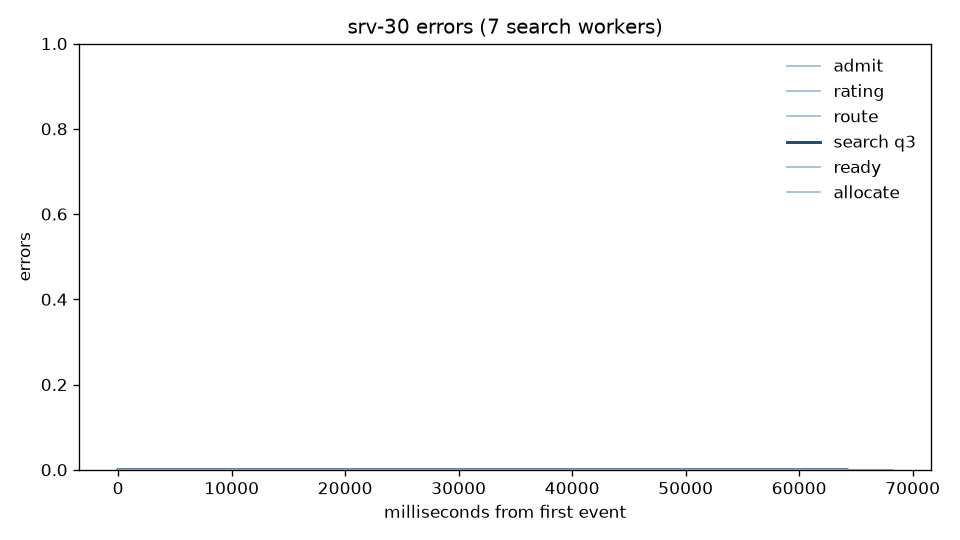 srv-30 errors (7 search workers)
1.0
0.8
0.6
0.4
0.2
0.0
errors
admit
rating
route
search q3
ready
allocate
0 10000 20000 30000 40000 50000 60000 70000
milliseconds from first event